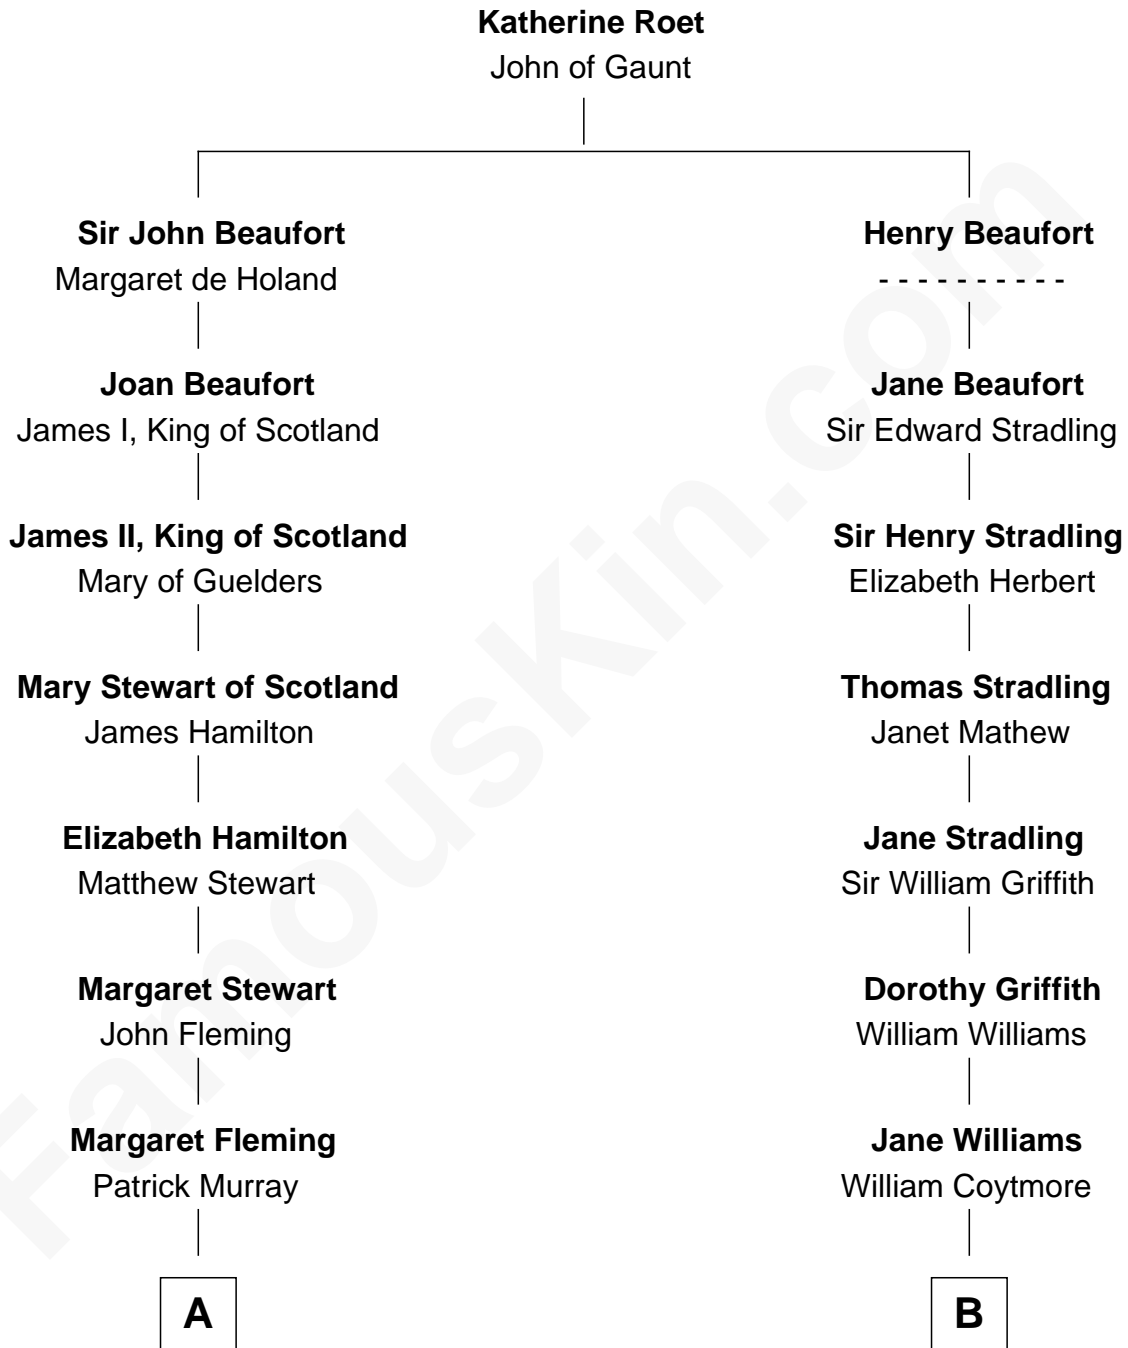 Katherine Roet
John of Gaunt
Sir John Beaufort
Margaret de Holand
Joan Beaufort
James I, King of Scotland
James II, King of Scotland
Mary of Guelders
Mary Stewart of Scotland
James Hamilton
Elizabeth Hamilton
Matthew Stewart
Margaret Stewart
John Fleming
Margaret Fleming
Patrick Murray
A
Henry Beaufort
- - - - - - - - - -
Jane Beaufort
Sir Edward Stradling
Sir Henry Stradling
Elizabeth Herbert
Thomas Stradling
Janet Mathew
Jane Stradling
Sir William Griffith
Dorothy Griffith
William Williams
Jane Williams
William Coytmore
B
FamousKin.com